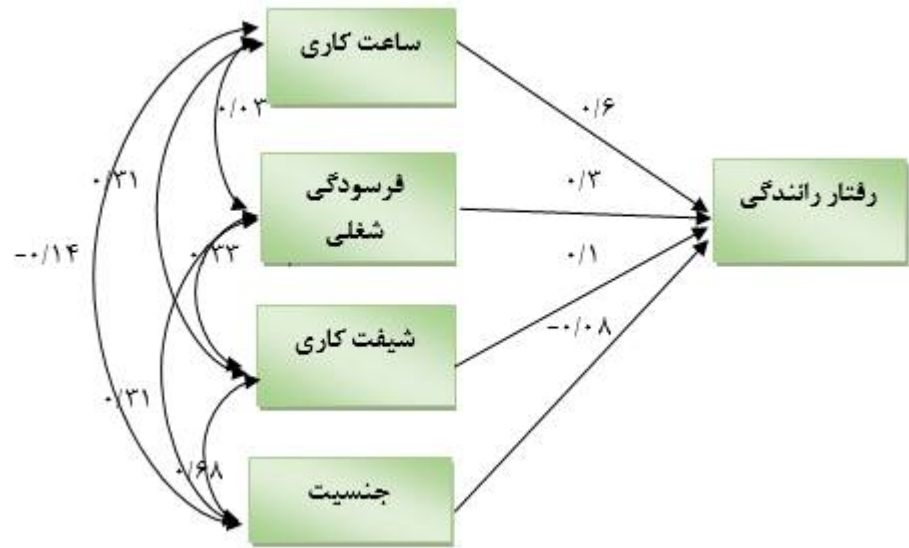 ساعت کاری
۰/۰۳
۰/۶
۰/۳۱
فرسودگی
شغلی
۰/۳
رفتار رانندگی
-۰/۱۴
۰/۳۳
۰/۱
شیفت کاری
-۰/۰۸
۰/۳۱
۰/۶۸
جنسیت